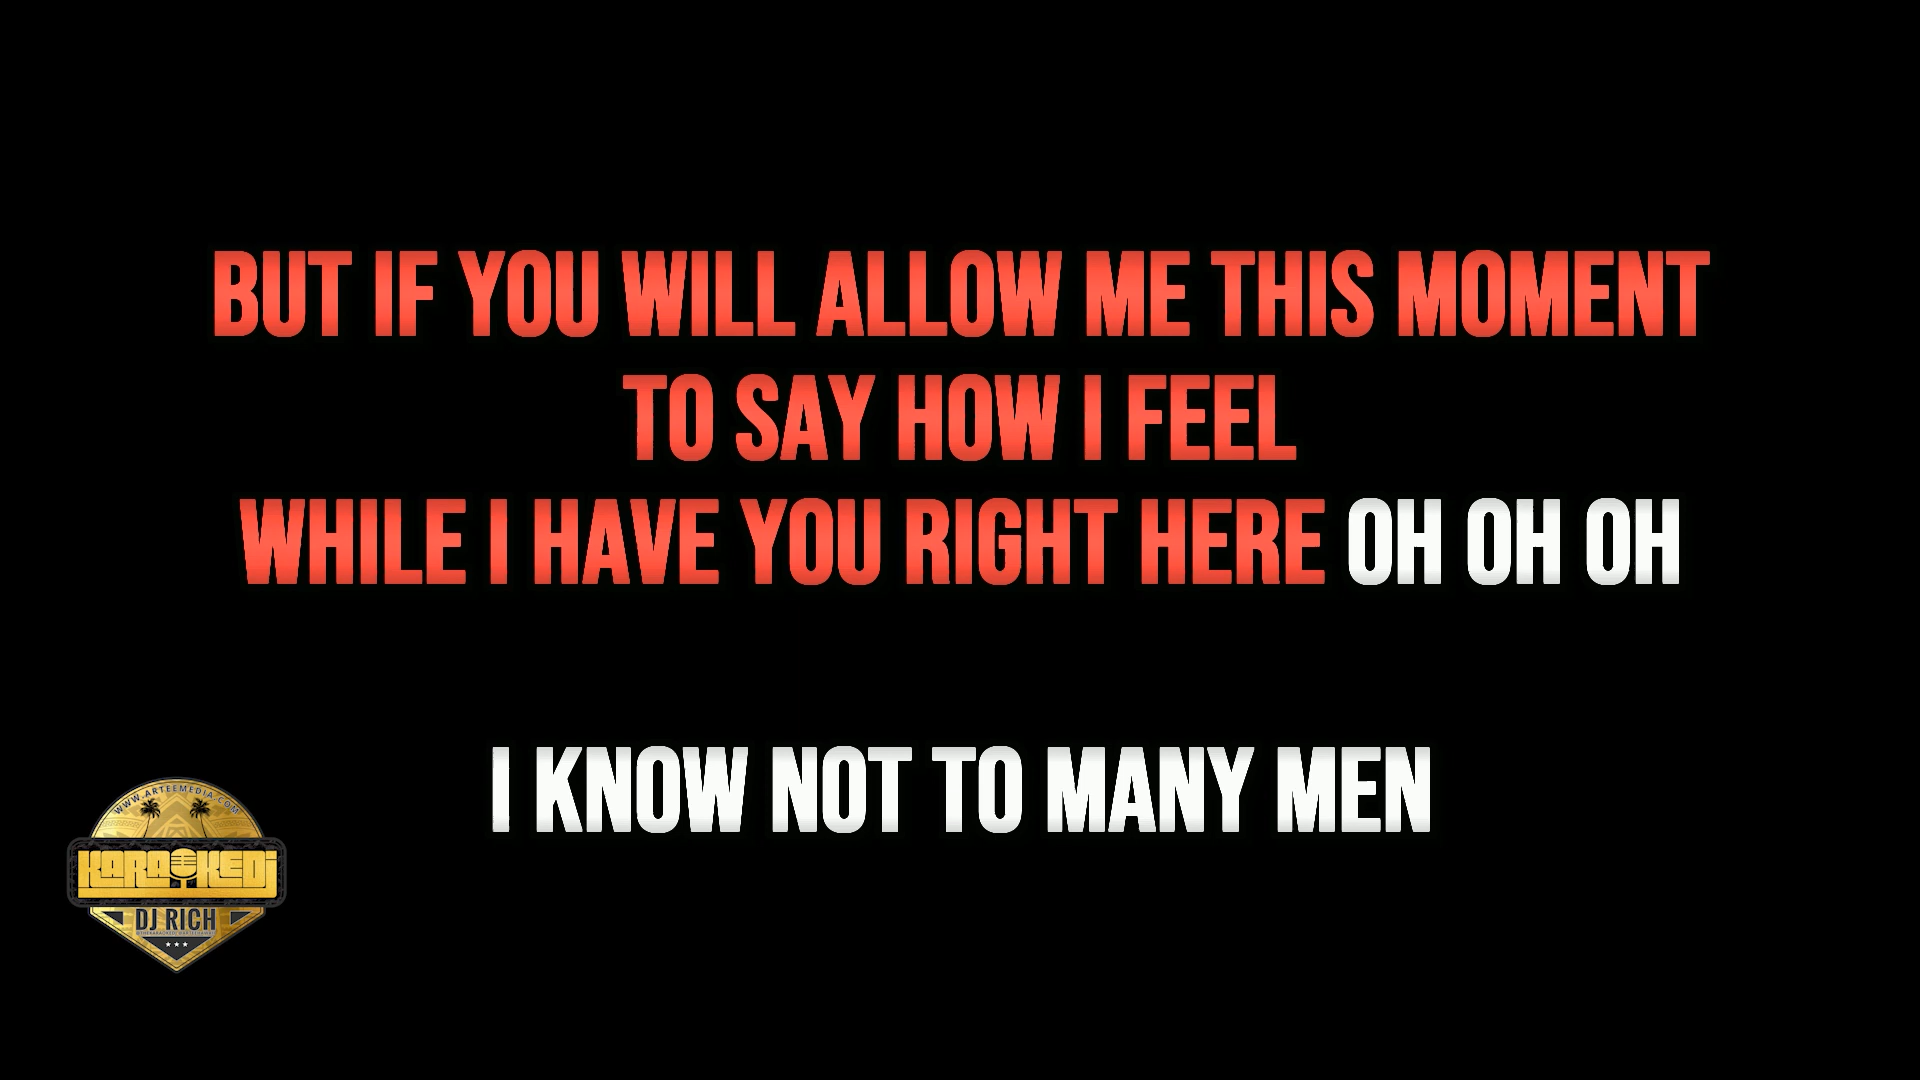 BUT IF YOU WILL ALLOW ME THIS MOMENT
TO SAY HOW I FEEL
WHILE I HAVE YOU RIGHT HERE OH OH OH
I KNOW NOT TO MANY MEN
WWW.ARTEEMEDIA.COM
KARAOKEDJ
DJ RICH